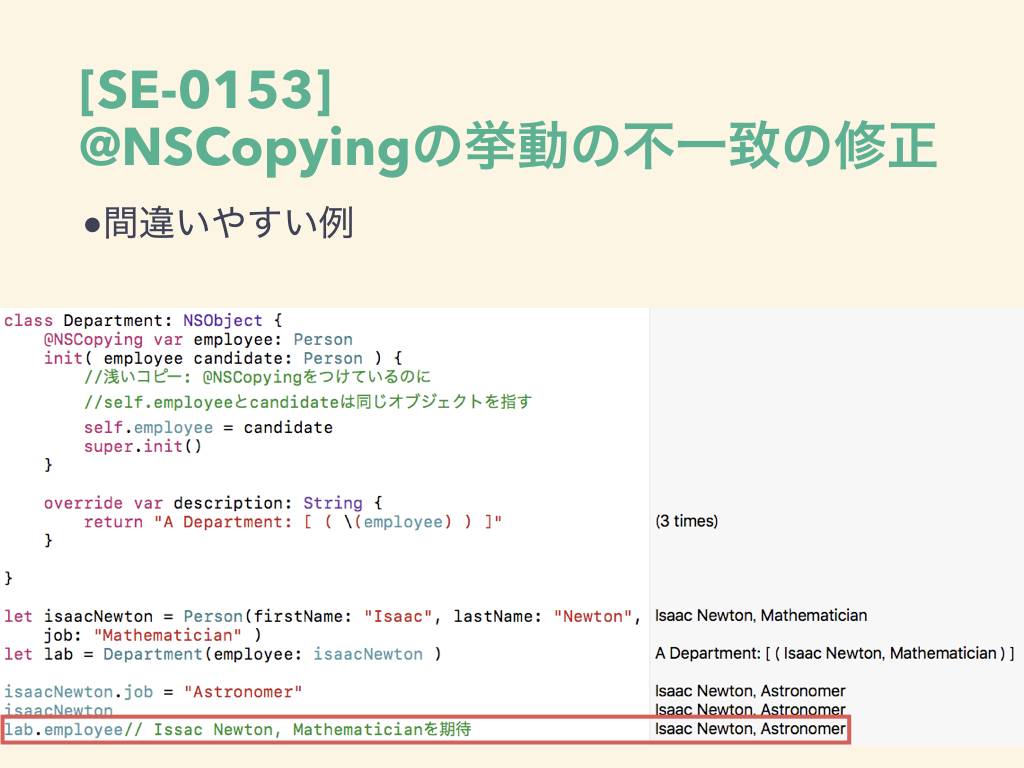 [SE-0153]
@NSCopyingの挙動の不一致の修正
●間違いやすい例
class Department: NSObject {
    @NSCopying var employee: Person
    init( employee candidate: Person ) {
        //浅いコピー: @NSCopyingをつけているのに
        //self.employeeとcandidateは同じオブジェクトを指す
        self.employee = candidate
        super.init()
    }
    override var description: String {
        return "A Department: [ ( \(employee) ) ]"
(3 times)
    }
}
let isaacNewton = Person(firstName: "Isaac", lastName: "Newton",
Isaac Newton, Mathematician
    job: "Mathematician" )
let lab = Department(employee: isaacNewton )
A Department: [ ( Isaac Newton, Mathematician ) ]
isaacNewton.job = "Astronomer"
Isaac Newton, Astronomer
isaacNewton
Isaac Newton, Astronomer
lab.employee// Issac Newton, Mathematicianを期待
Isaac Newton, Astronomer